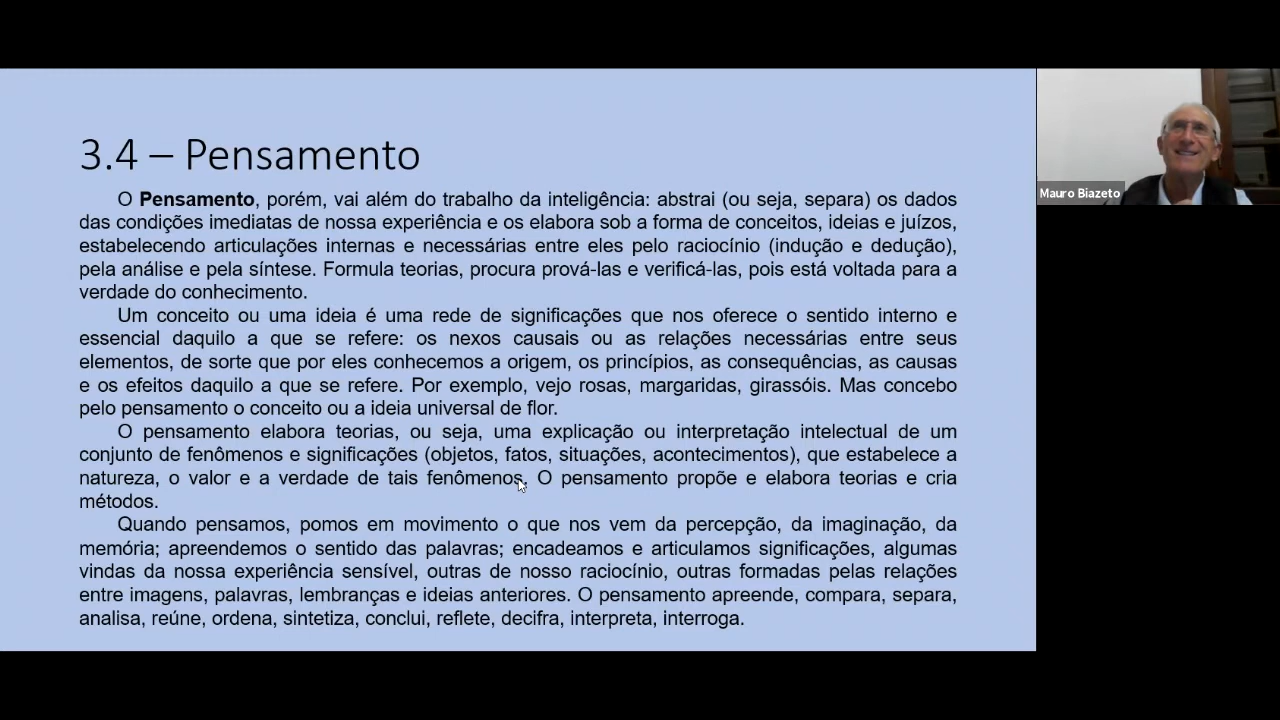 3.4 – Pensamento
O Pensamento, porém, vai além do trabalho da inteligência: abstrai (ou seja, separa) os dados
das condições imediatas de nossa experiência e os elabora sob a forma de conceitos, ideias e juízos,
estabelecendo articulações internas e necessárias entre eles pelo raciocínio (indução e dedução),
pela análise e pela síntese. Formula teorias, procura prová-las e verificá-las, pois está voltada para a
verdade do conhecimento.
Um conceito ou uma ideia é uma rede de significações que nos oferece o sentido interno e
essencial daquilo a que se refere: os nexos causais ou as relações necessárias entre seus
elementos, de sorte que por eles conhecemos a origem, os princípios, as consequências, as causas
e os efeitos daquilo a que se refere. Por exemplo, vejo rosas, margaridas, girassóis. Mas concebo
pelo pensamento o conceito ou a ideia universal de flor.
O pensamento elabora teorias, ou seja, uma explicação ou interpretação intelectual de um
conjunto de fenômenos e significações (objetos, fatos, situações, acontecimentos), que estabelece a
natureza, o valor e a verdade de tais fenômenos. O pensamento propõe e elabora teorias e cria
métodos.
Quando pensamos, pomos em movimento o que nos vem da percepção, da imaginação, da
memória; apreendemos o sentido das palavras; encadeamos e articulamos significações, algumas
vindas da nossa experiência sensível, outras de nosso raciocínio, outras formadas pelas relações
entre imagens, palavras, lembranças e ideias anteriores. O pensamento apreende, compara, separa,
analisa, reúne, ordena, sintetiza, conclui, reflete, decifra, interpreta, interroga.
Mauro Biazeto